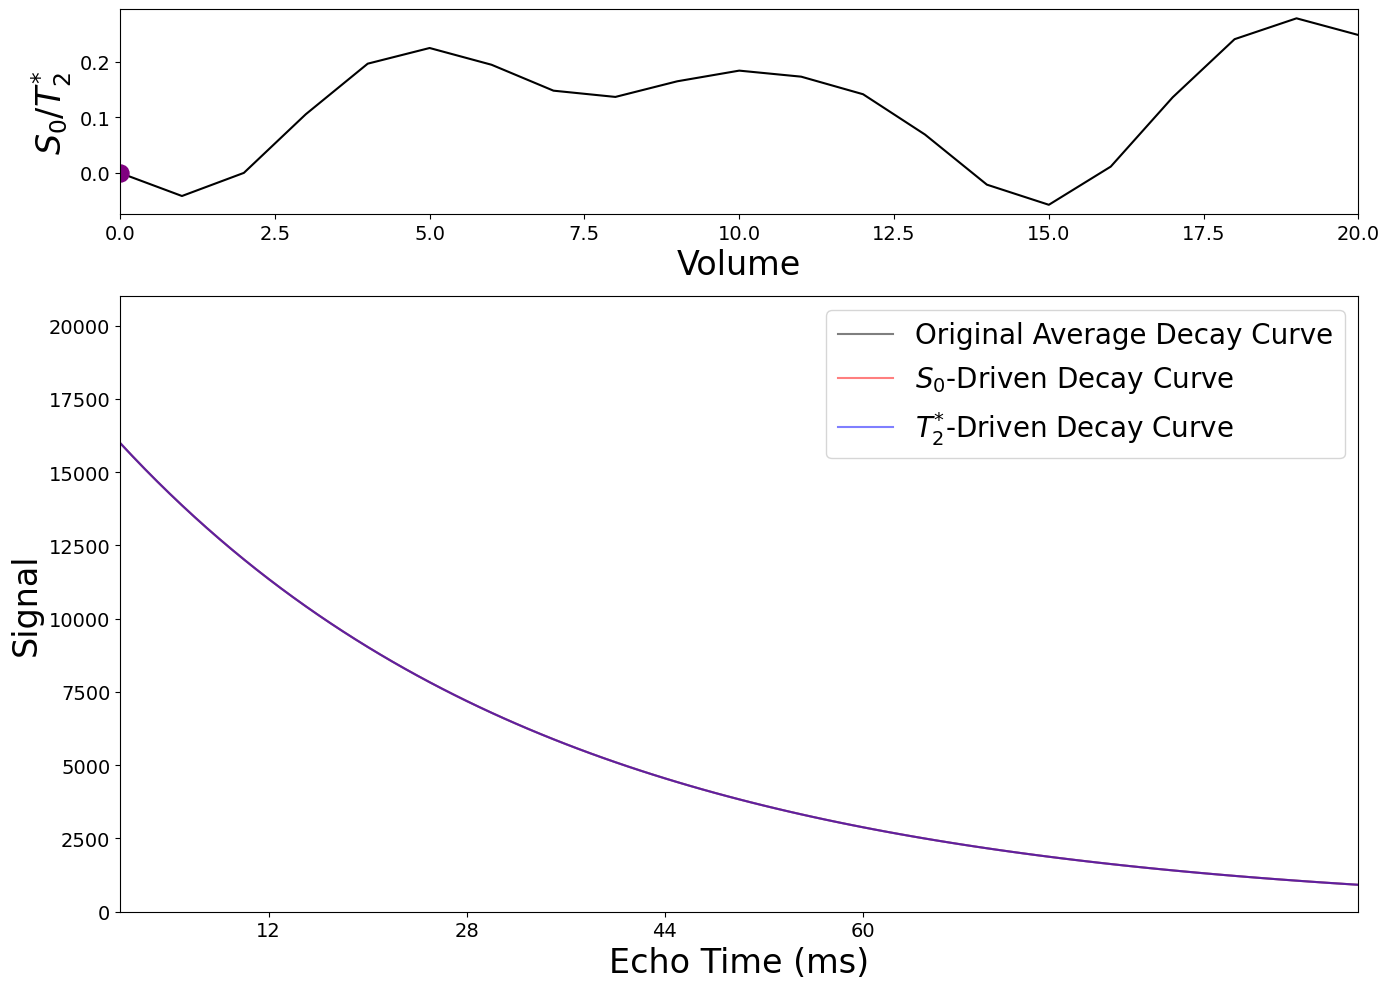 S₀/T₂*
0.2
0.1
0.0
0.0 2.5 5.0 7.5 10.0 12.5 15.0 17.5 20.0
Volume
Signal
20000
17500
15000
12500
10000
7500
5000
2500
0
Original Average Decay Curve
S₀-Driven Decay Curve
T₂*-Driven Decay Curve
12 28 44 60
Echo Time (ms)